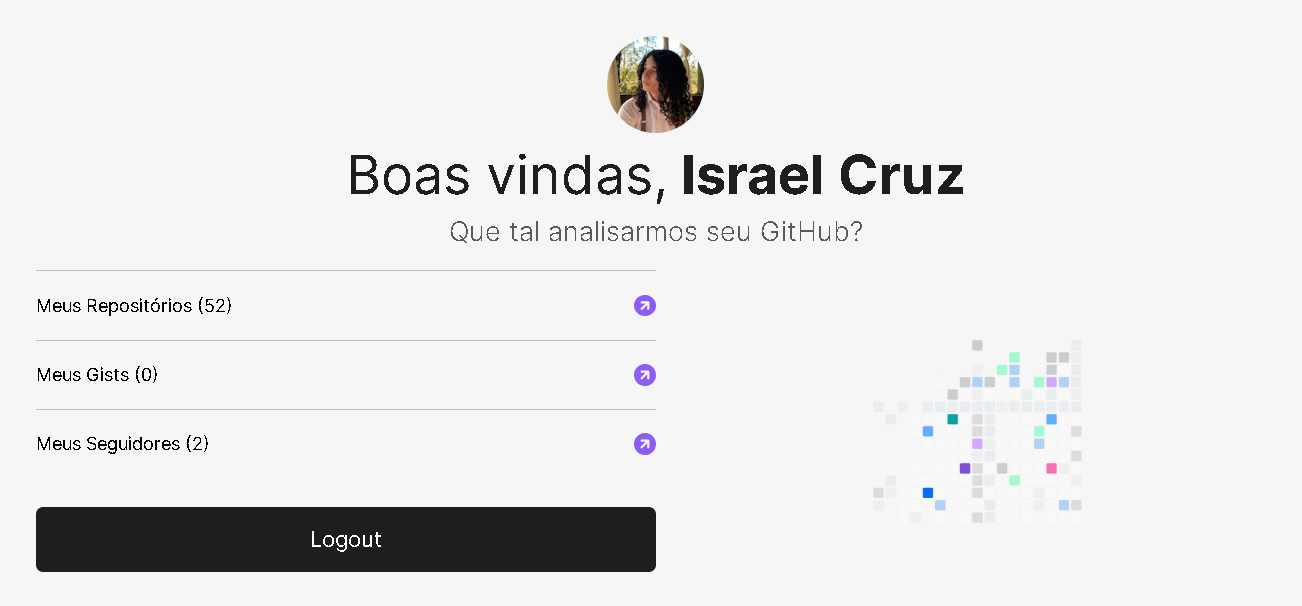 Boas vindas, Israel Cruz
Que tal analisarmos seu GitHub?
Meus Repositórios (52)
Meus Gists (0)
Meus Seguidores (2)
Logout